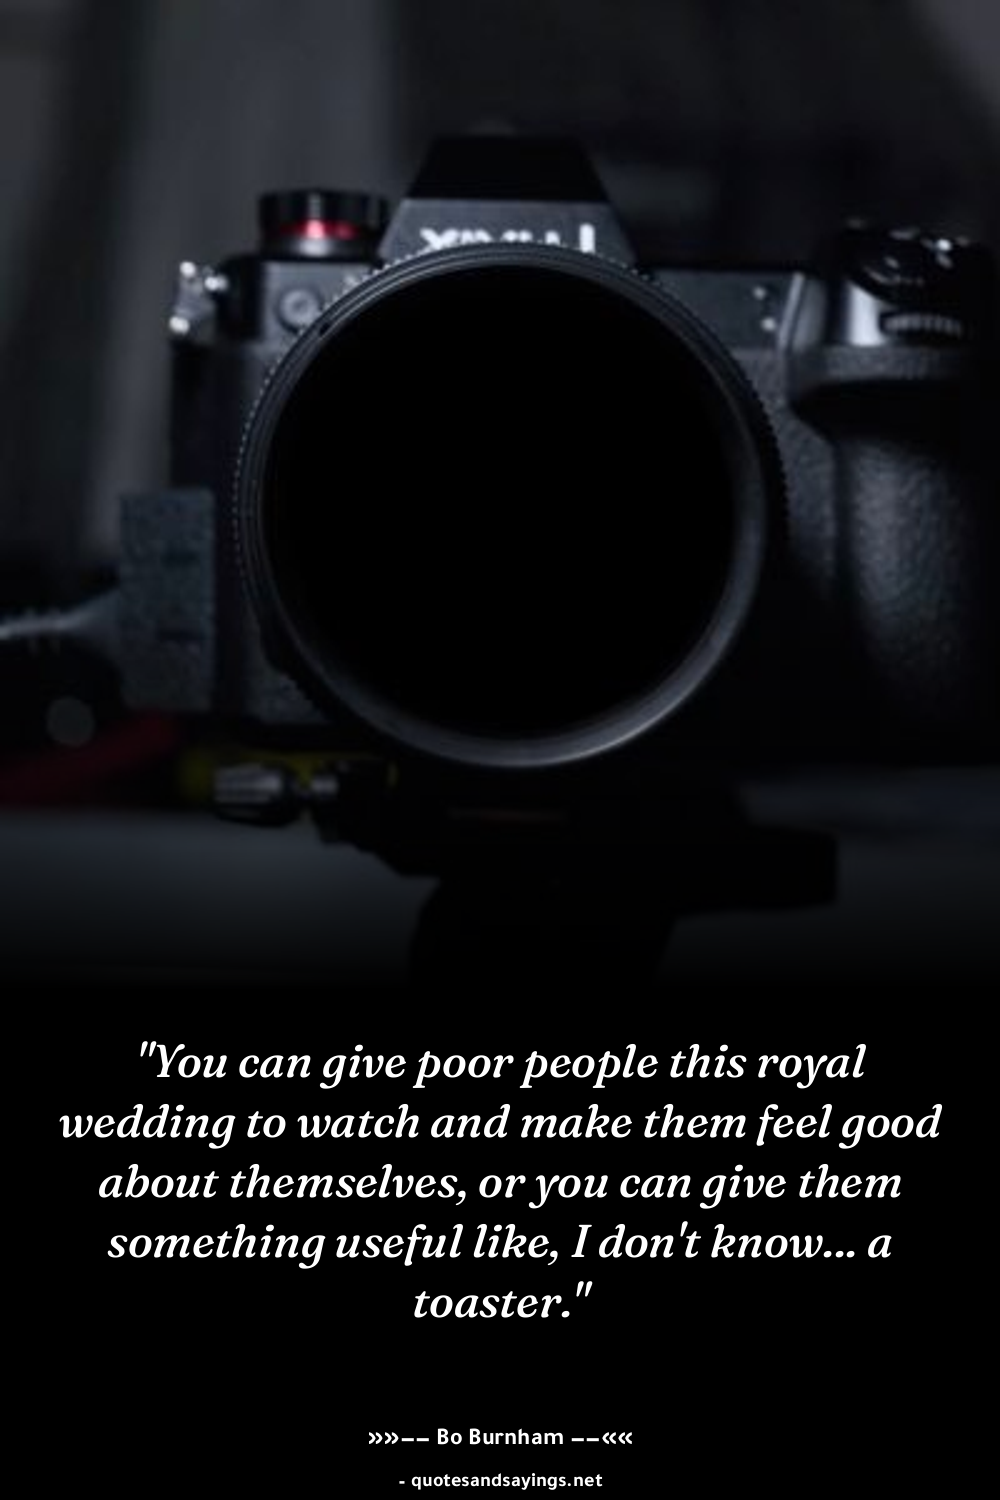 "You can give poor people this royal
wedding to watch and make them feel good
about themselves, or you can give them
something useful like, I don't know... a
toaster."
»»–– Bo Burnham ––««
- quotesandsayings.net